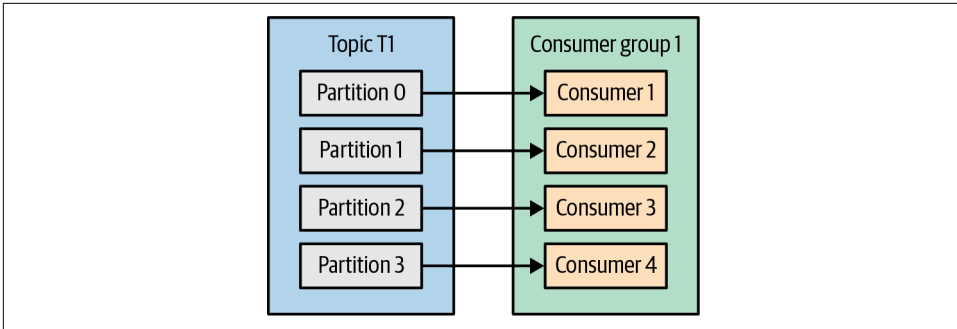 Topic T1
Consumer group 1
Partition 0
Consumer 1
Partition 1
Consumer 2
Partition 2
Consumer 3
Partition 3
Consumer 4